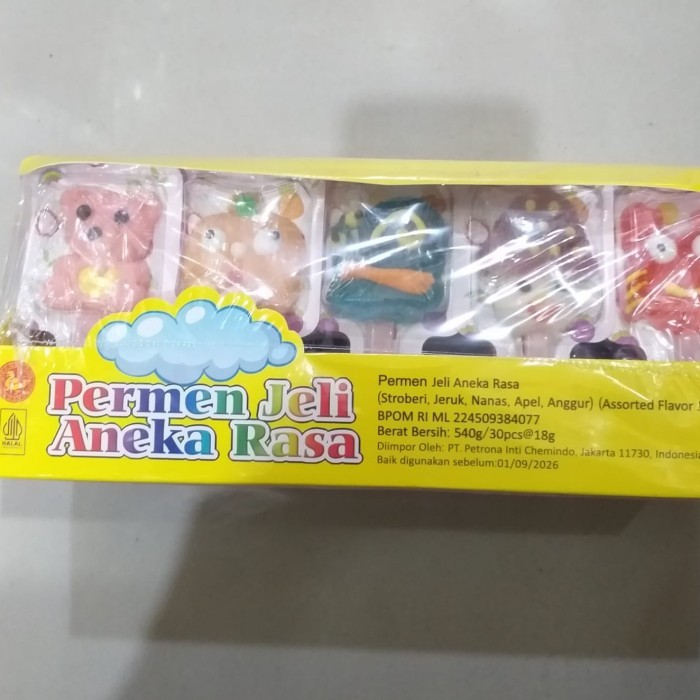 Permen Jeli
Aneka Rasa
HALAL
Permen Jeli Aneka Rasa
(Stroberi, Jeruk, Nanas, Apel, Anggur) (Assorted Flavor
BPOM RI ML 224509384077
Berat Bersih: 540g/30pcs@18g
Diimpor Oleh: PT. Petrona Inti Chemindo, Jakarta 11730, Indonesia
Baik digunakan sebelum:01/09/2026